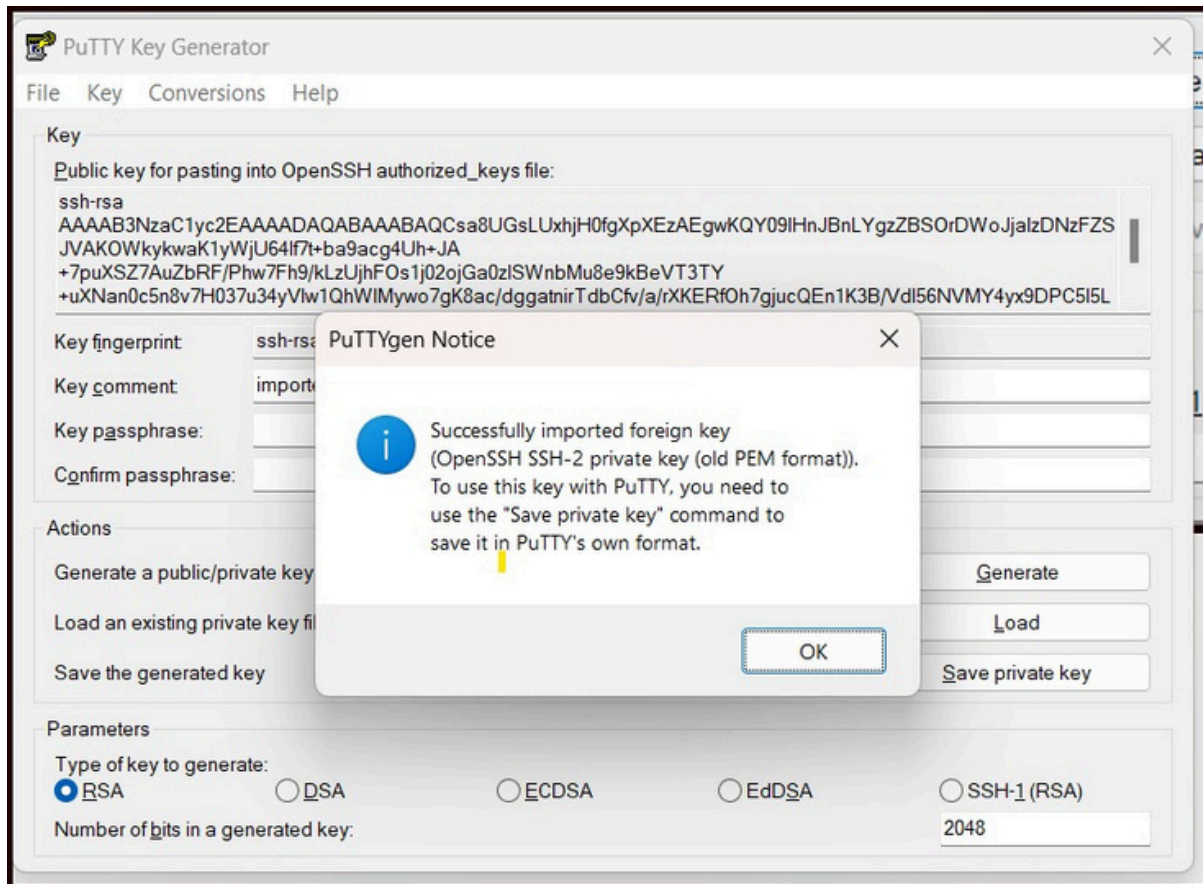 PuTTY Key Generator
File Key Conversions Help
Key
Public key for pasting into OpenSSH authorized_keys file:
ssh-rsa
AAAAB3NzaC1yc2EAAAADAQABAAABAQCsa8UGsLUxhjH0fgXpXEzAEgwKQY09lHnJBnLYgzZBSOrDWoJjalzDNzFZS
JVAKOWkykwaK1yWjU64lf7t+ba9acg4Uh+JA
+7puXSZ7AuZbRF/Phw7Fh9/kLzUjhFOs1j02ojGa0zlSWnbMu8e9kBeVT3TY
+uXNan0c5n8v7H037u34yVlw1QhWIMywo7gK8ac/dggatnirTdbCfv/a/rXKERfOh7gjucQEn1K3B/Vdl56NVMY4yx9DPC5I5L
Key fingerprint: ssh-rsa
Key comment:
Key passphrase:
Confirm passphrase:
PuTTYgen Notice
Successfully imported foreign key
(OpenSSH SSH-2 private key (old PEM format)).
To use this key with PuTTY, you need to
use the "Save private key" command to
save it in PuTTY's own format.
OK
Actions
Generate a public/private key
Generate
Load an existing private key
Load
Save the generated key
Save private key
Parameters
Type of key to generate:
RSA DSA ECDSA EdDSA SSH-1 (RSA)
Number of bits in a generated key: 2048